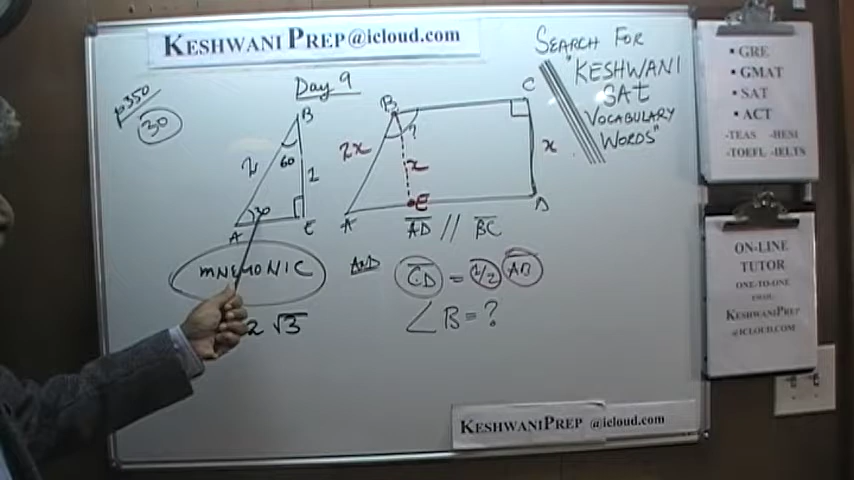 KESHWANI PREP@icloud.com
Day 9
p350
30
B
2
60
1
30
A
E
B
C
?
2x
x
x
A
E
D
AD // BC
MNEMONIC
AND
CD = 1/2 AB
2 √3
∠B = ?
SEARCH FOR
"KESHWANI
SAT
VOCABULARY
WORDS"
• GRE
• GMAT
• SAT
• ACT
-TEAS -HESI
-TOEFL -IELTS
ON-LINE
TUTOR
ONE-TO-ONE
EMAIL:
KESHWANIPREP
@ICLOUD.COM
KESHWANIPREP @icloud.com